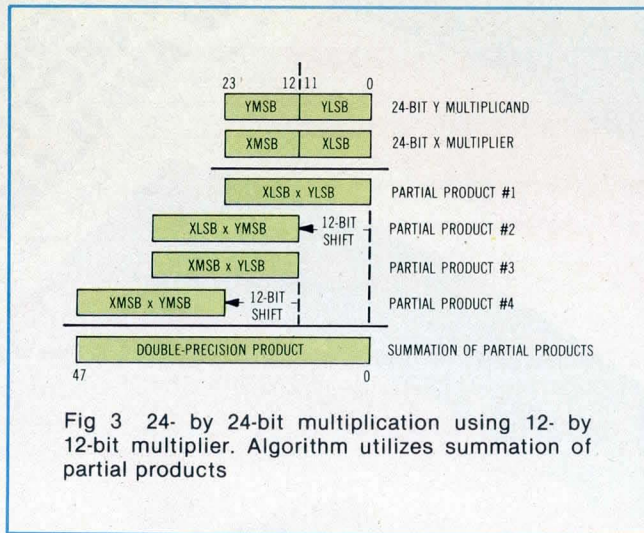 23 12 11 0
YMSB YLSB 24-BIT Y MULTIPLICAND
XMSB XLSB 24-BIT X MULTIPLIER
XLSB x YLSB PARTIAL PRODUCT #1
XLSB x YMSB 12-BIT SHIFT PARTIAL PRODUCT #2
XMSB x YLSB PARTIAL PRODUCT #3
XMSB x YMSB 12-BIT SHIFT PARTIAL PRODUCT #4
DOUBLE-PRECISION PRODUCT SUMMATION OF PARTIAL PRODUCTS
47 0
Fig 3 24- by 24-bit multiplication using 12- by
12-bit multiplier. Algorithm utilizes summation of
partial products